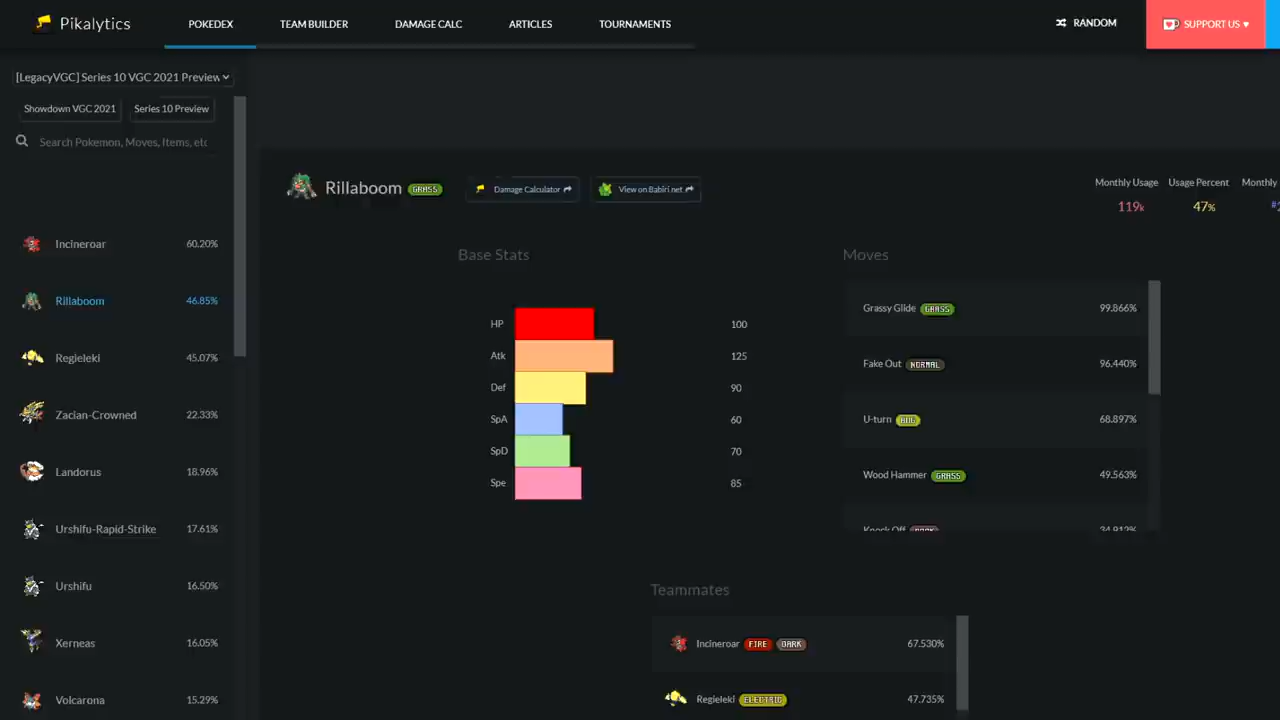 Pikalytics
POKEDEX
TEAM BUILDER
DAMAGE CALC
ARTICLES
TOURNAMENTS
RANDOM
SUPPORT US ♥
[LegacyVGC] Series 10 VGC 2021 Preview
Showdown VGC 2021
Series 10 Preview
Search Pokemon, Moves, Items, etc
Incineroar 60.20%
Rillaboom 46.85%
Regieleki 45.07%
Zacian-Crowned 22.33%
Landorus 18.96%
Urshifu-Rapid-Strike 17.61%
Urshifu 16.50%
Xerneas 16.05%
Volcarona 15.29%
Rillaboom GRASS
Damage Calculator
View on Babiri.net
Monthly Usage
119k
Usage Percent
47%
Monthly
Base Stats
HP 100
Atk 125
Def 90
SpA 60
SpD 70
Spe 85
Moves
Grassy Glide GRASS 99.866%
Fake Out NORMAL 96.440%
U-turn BUG 68.897%
Wood Hammer GRASS 49.563%
Knock Off DARK 34.912%
Teammates
Incineroar FIRE DARK 67.530%
Regieleki ELECTRIC 47.735%